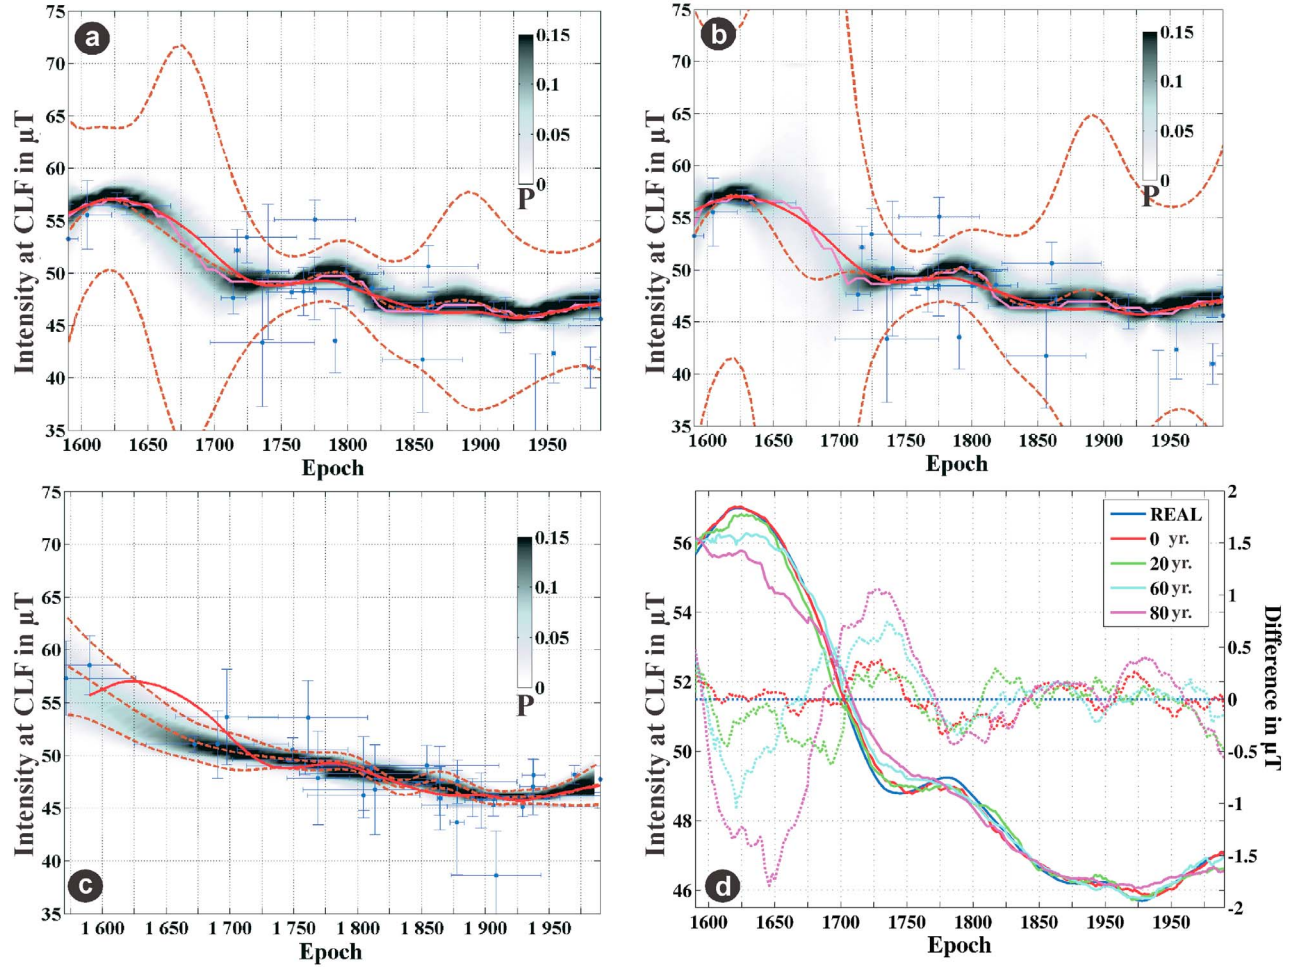 a
Intensity at CLF in µT
75
70
65
60
55
50
45
40
35
0.15
0.1
0.05
0
P
1600 1650 1700 1750 1800 1850 1900 1950
Epoch
b
Intensity at CLF in µT
75
70
65
60
55
50
45
40
35
0.15
0.1
0.05
0
P
1600 1650 1700 1750 1800 1850 1900 1950
Epoch
c
Intensity at CLF in µT
75
70
65
60
55
50
45
40
35
0.15
0.1
0.05
0
P
1 600 1 650 1 700 1 750 1 800 1 850 1 900 1 950
Epoch
d
Intensity at CLF in µT
56
54
52
50
48
46
REAL
0 yr.
20 yr.
60 yr.
80 yr.
2
1.5
1
0.5
0
-0.5
-1
-1.5
-2
Difference in µT
1600 1650 1700 1750 1800 1850 1900 1950
Epoch